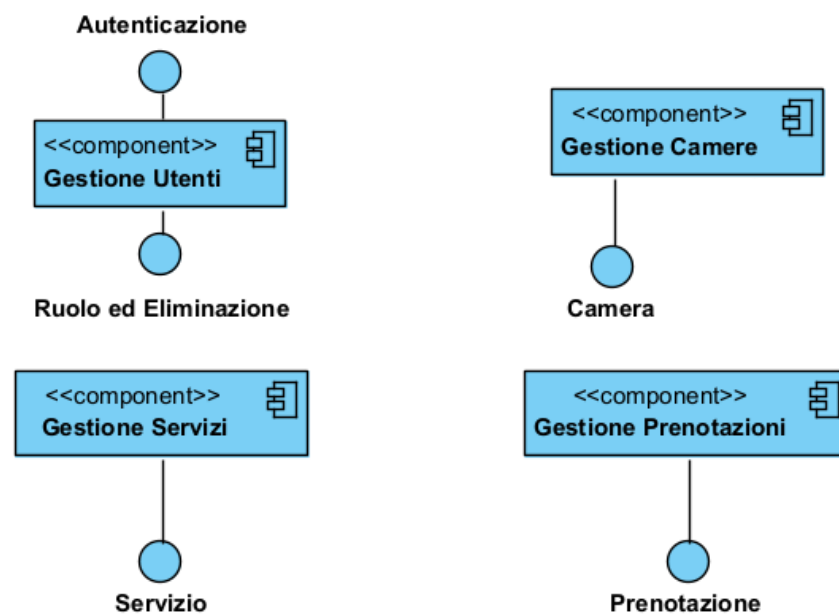 Autenticazione
<<component>>
Gestione Utenti
Ruolo ed Eliminazione
<<component>>
Gestione Camere
Camera
<<component>>
Gestione Servizi
Servizio
<<component>>
Gestione Prenotazioni
Prenotazione